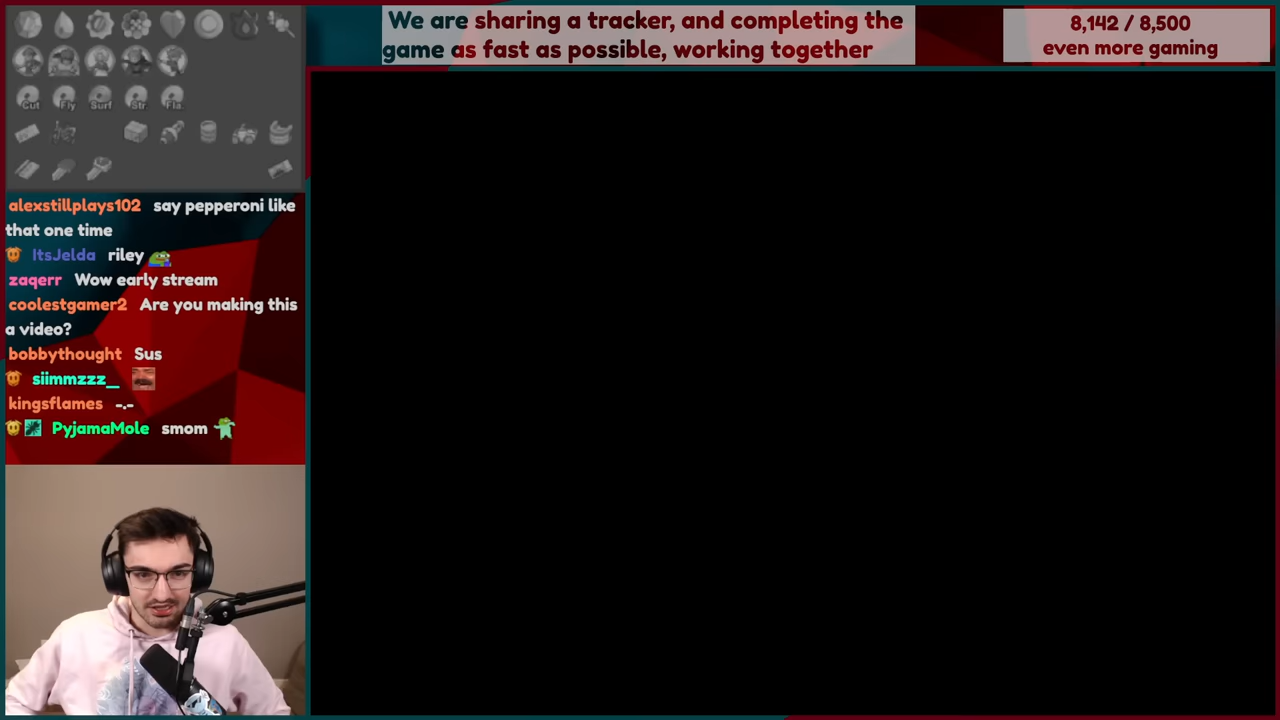 We are sharing a tracker, and completing the
game as fast as possible, working together
8,142 / 8,500
even more gaming
Cut Fly Surf Str. Fla.
alexstillplays102 say pepperoni like
that one time
ItsJelda riley
zaqerr Wow early stream
coolestgamer2 Are you making this
a video?
bobbythought Sus
siimmzzz__
kingsflames -.-
PyjamaMole smom